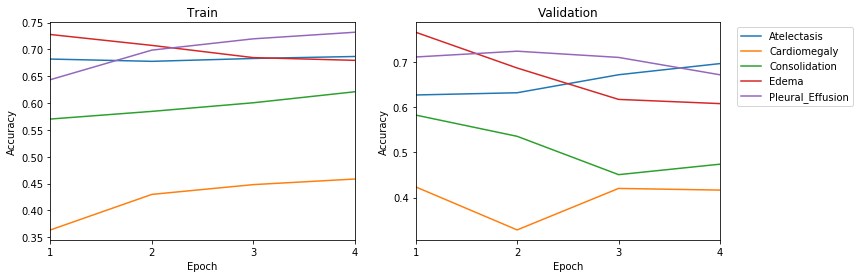 Train
Accuracy
0.75
0.70
0.65
0.60
0.55
0.50
0.45
0.40
0.35
1
2
3
4
Epoch
Validation
Accuracy
0.7
0.6
0.5
0.4
1
2
3
4
Epoch
Atelectasis
Cardiomegaly
Consolidation
Edema
Pleural_Effusion